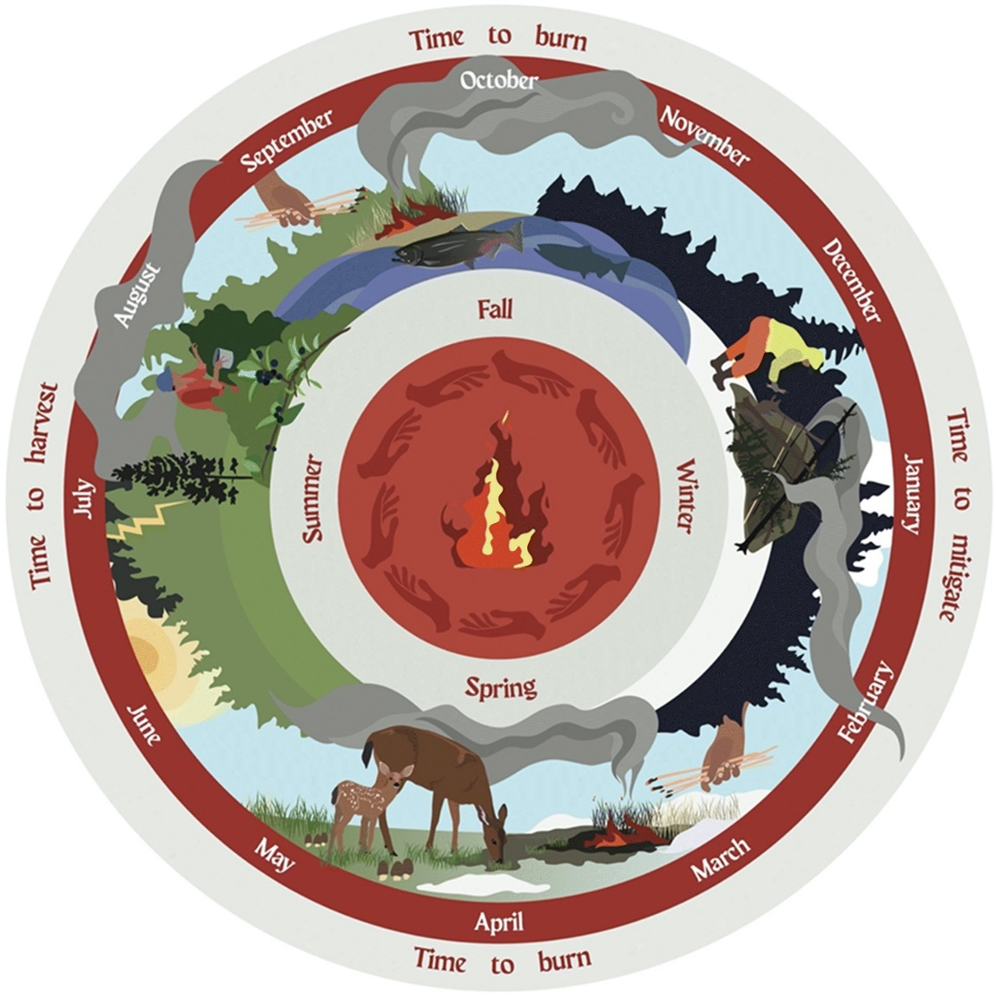 Time to burn
October
November
December
January
February
March
April
May
June
July
August
September
Time to mitigate
Time to burn
Time to harvest
Fall
Winter
Spring
Summer